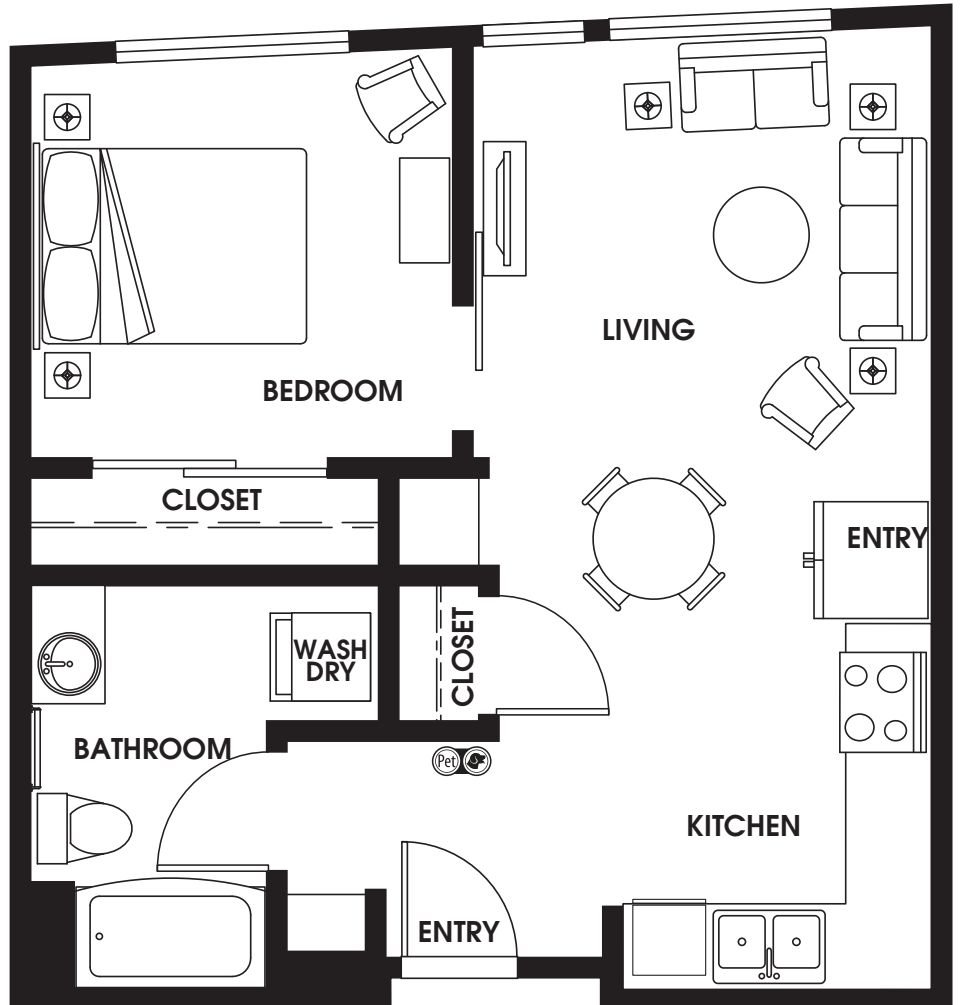 LIVING
BEDROOM
CLOSET
ENTRY
CLOSET
WASH
DRY
BATHROOM
Pet
KITCHEN
ENTRY